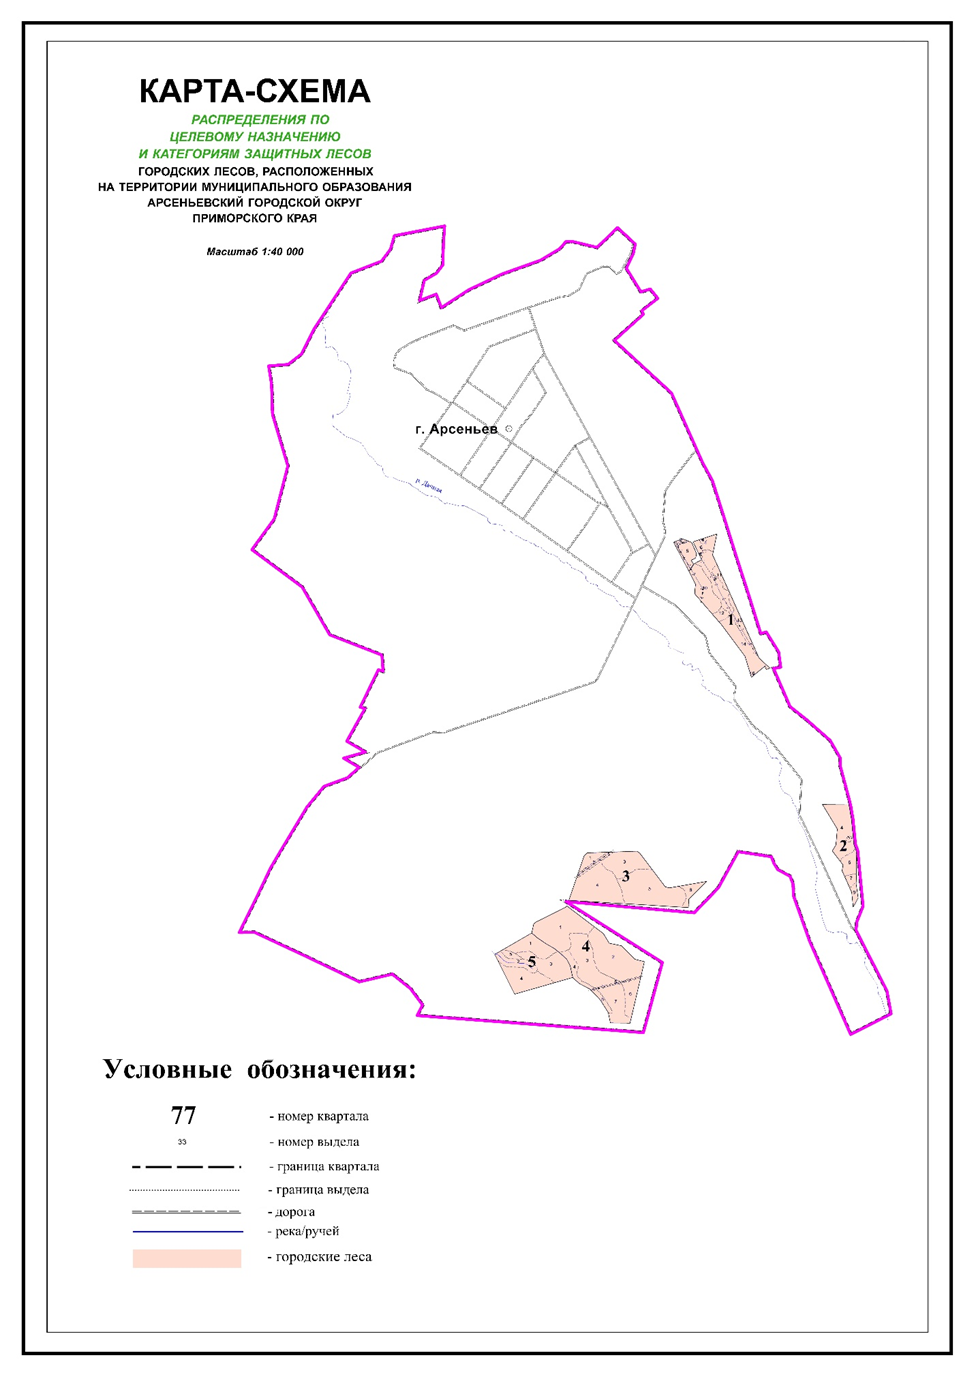 КАРТА-СХЕМА
РАСПРЕДЕЛЕНИЯ ПО
ЦЕЛЕВОМУ НАЗНАЧЕНИЮ
И КАТЕГОРИЯМ ЗАЩИТНЫХ ЛЕСОВ
ГОРОДСКИХ ЛЕСОВ, РАСПОЛОЖЕННЫХ
НА ТЕРРИТОРИИ МУНИЦИПАЛЬНОГО ОБРАЗОВАНИЯ
АРСЕНЬЕВСКИЙ ГОРОДСКОЙ ОКРУГ
ПРИМОРСКОГО КРАЯ
Масштаб 1:40 000
г. Арсеньев
р. Дачная
1
2
3
4
5
Условные обозначения:
77 - номер квартала
33 - номер выдела
- граница квартала
- граница выдела
- дорога
- река/ручей
- городские леса